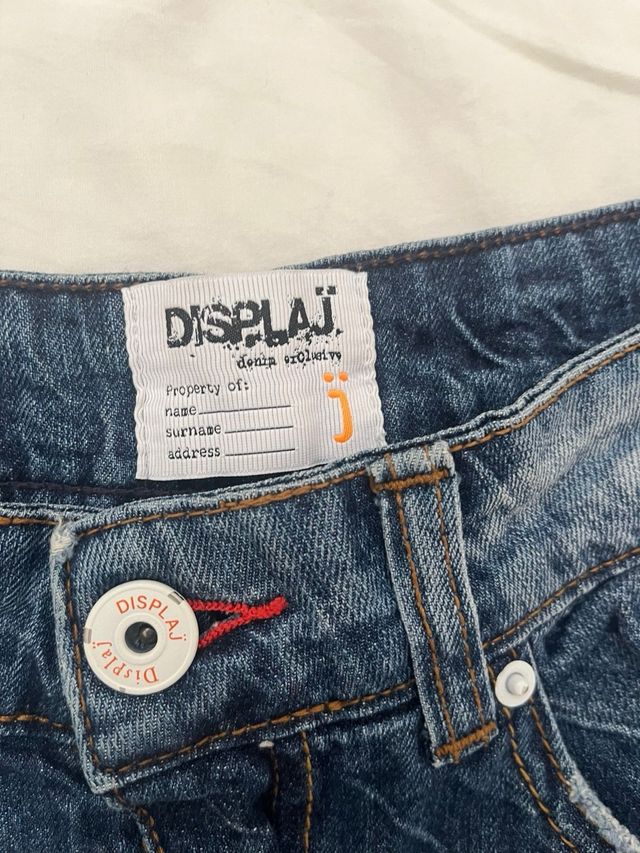 DISPLAJ̈
denim exclusive
Property of:
name
surname
address
j̈
DISPLAJ̈
Displaj̈